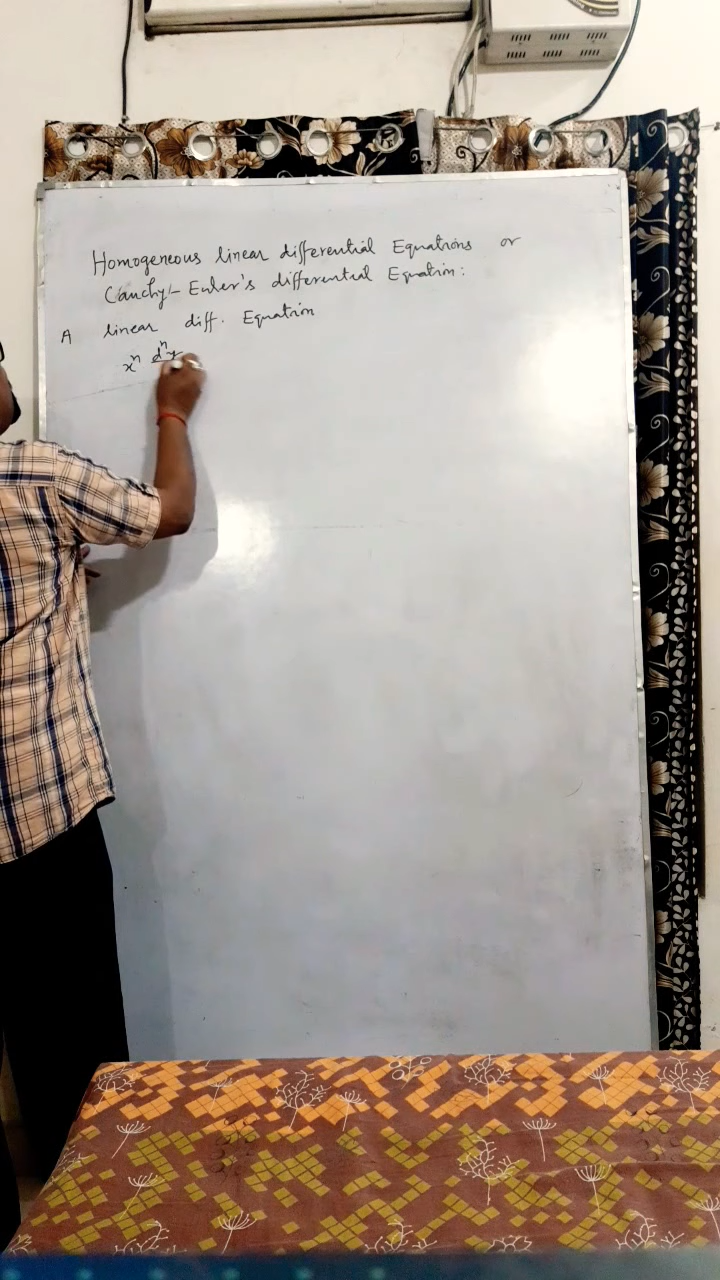 Homogeneous linear differential Equations or
Cauchy - Euler's differential Equation:
A linear diff. Equation
xⁿ dⁿy